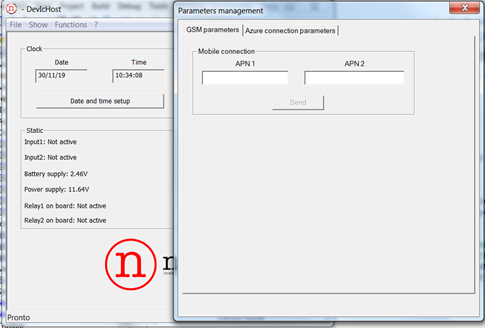 - DevIcHost
File Show Functions ?
Clock
Date Time
30/11/19 10:34:08
Date and time setup
Static
Input1: Not active
Input2: Not active
Battery supply: 2.46V
Power supply: 11.64V
Relay1 on board: Not active
Relay2 on board: Not active
n
n
Pronto
Parameters management
GSM parameters Azure connection parameters
Mobile connection
APN 1 APN 2
Send